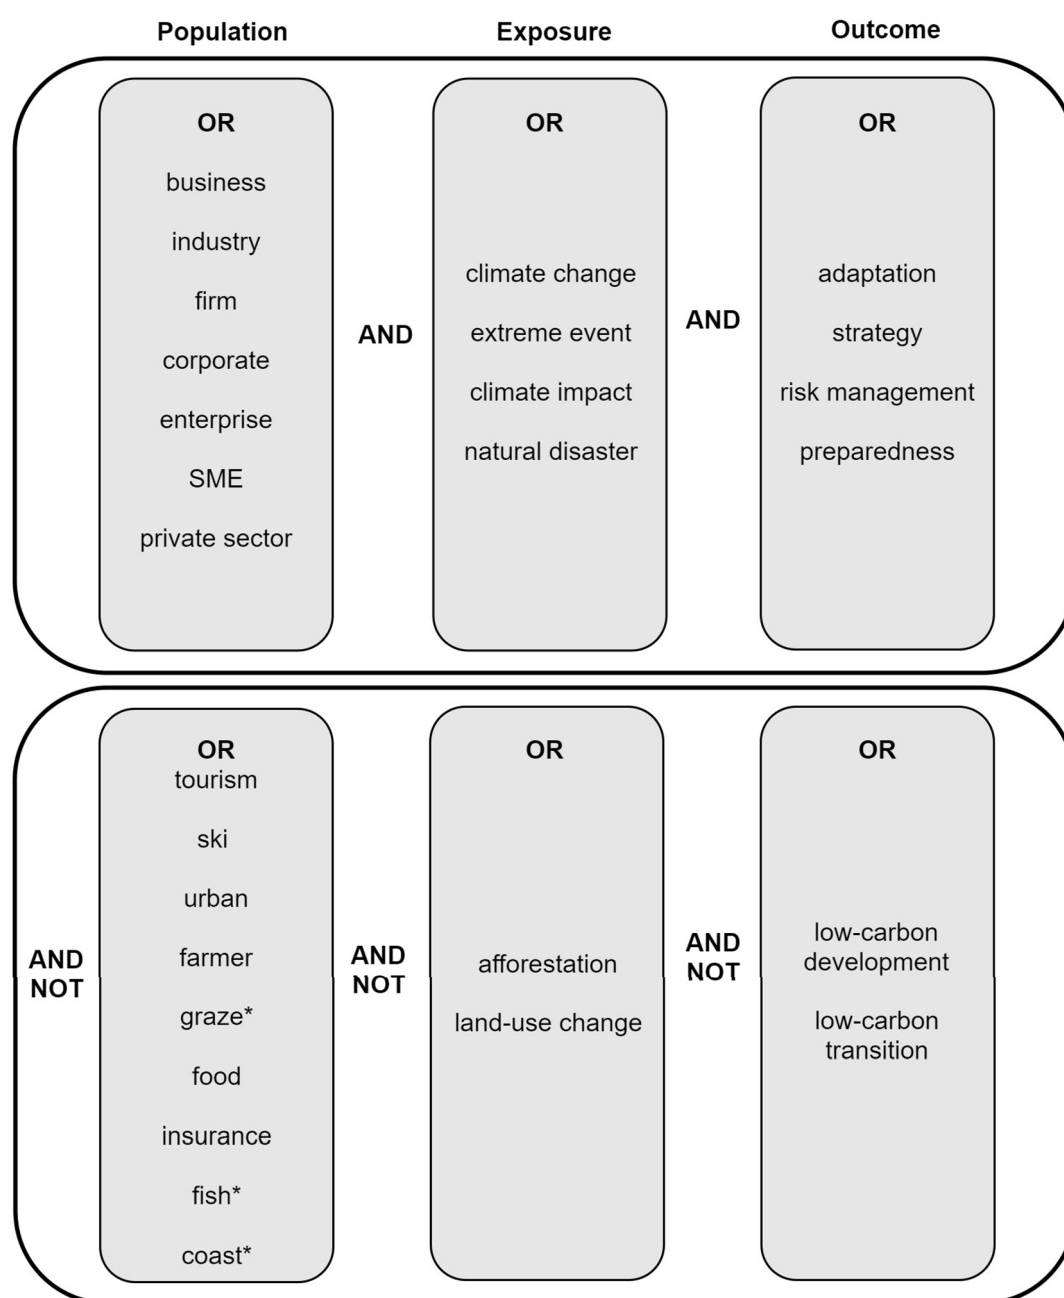 Population
Exposure
Outcome
OR
business
industry
firm
corporate
enterprise
SME
private sector
AND
OR
climate change
extreme event
climate impact
natural disaster
AND
OR
adaptation
strategy
risk management
preparedness
AND
NOT
OR
tourism
ski
urban
farmer
graze*
food
insurance
fish*
coast*
AND
NOT
OR
afforestation
land-use change
AND
NOT
OR
low-carbon
development
low-carbon
transition